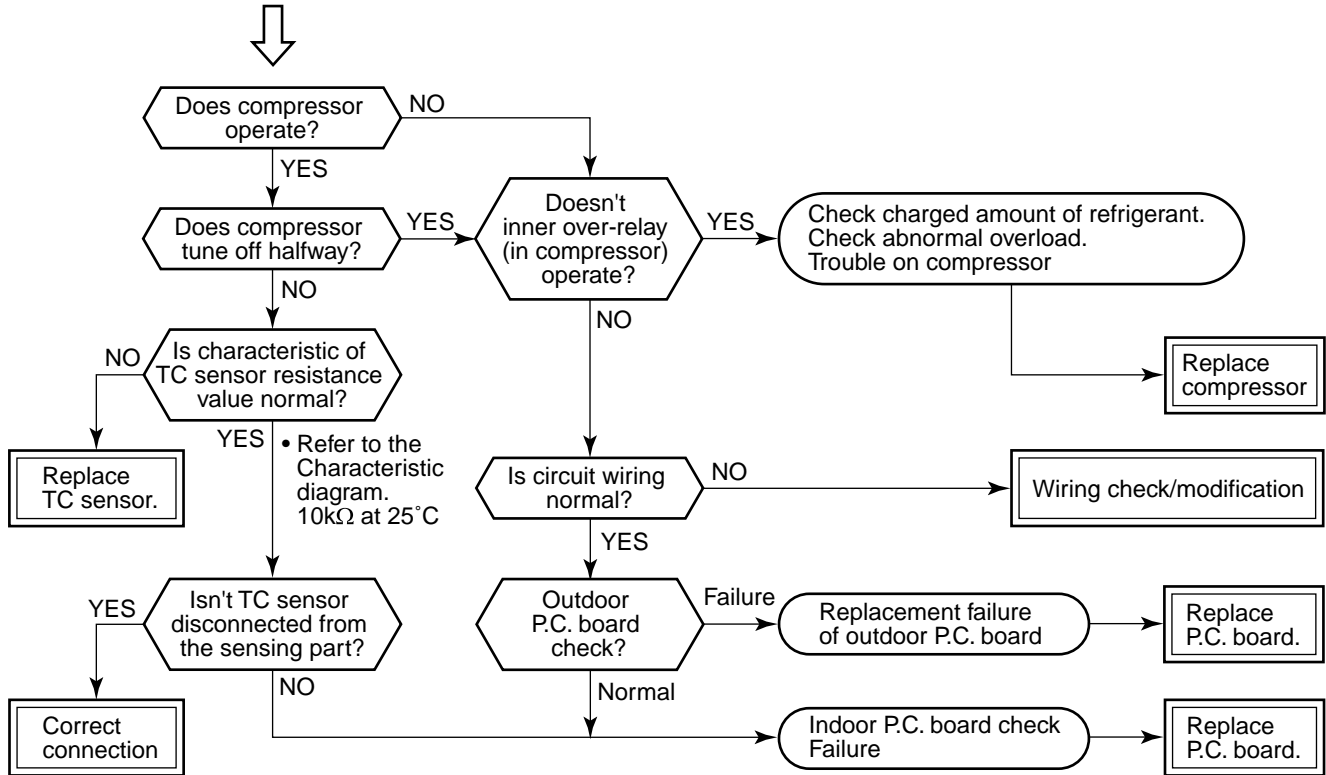 Does compressor
operate?
NO
YES
Does compressor
tune off halfway?
YES
NO
Doesn't
inner over-relay
(in compressor)
operate?
YES
NO
Check charged amount of refrigerant.
Check abnormal overload.
Trouble on compressor
Replace
compressor
Is characteristic of
TC sensor resistance
value normal?
NO
YES
Replace
TC sensor.
• Refer to the
Characteristic
diagram.
10kΩ at 25˚C
Is circuit wiring
normal?
NO
YES
Wiring check/modification
Isn't TC sensor
disconnected from
the sensing part?
YES
NO
Correct
connection
Outdoor
P.C. board
check?
Failure
Normal
Replacement failure
of outdoor P.C. board
Replace
P.C. board.
Indoor P.C. board check
Failure
Replace
P.C. board.